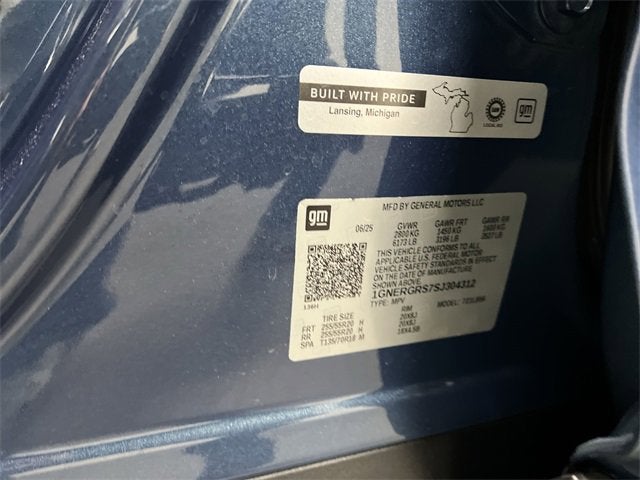 BUILT WITH PRIDE
Lansing, Michigan
gm
MFD BY GENERAL MOTORS LLC
gm
06/25 GVWR GAWR FRT GAWR RR
2800 KG 1450 KG 1600 KG
6173 LB 3196 LB 3527 LB
THIS VEHICLE CONFORMS TO ALL
APPLICABLE U.S. FEDERAL MOTOR
VEHICLE SAFETY STANDARDS IN
EFFECT ON THE DATE OF
MANUFACTURE SHOWN ABOVE.
1GNERGRS7SJ304312
TYPE: MPV
TIRE SIZE RIM
FRT 255/55R20 H 20X8J
RR 255/55R20 H 20X8J
SPA T135/70R18 M 18X4.5B